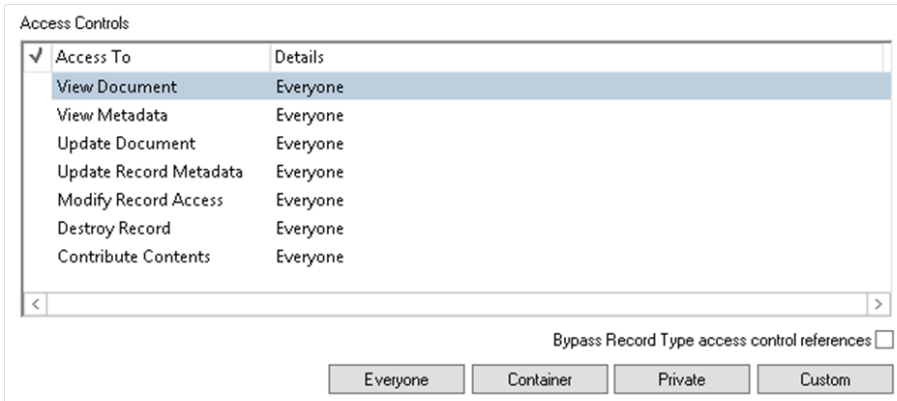 Access Controls
Access To Details
View Document Everyone
View Metadata Everyone
Update Document Everyone
Update Record Metadata Everyone
Modify Record Access Everyone
Destroy Record Everyone
Contribute Contents Everyone
Bypass Record Type access control references
Everyone Container Private Custom